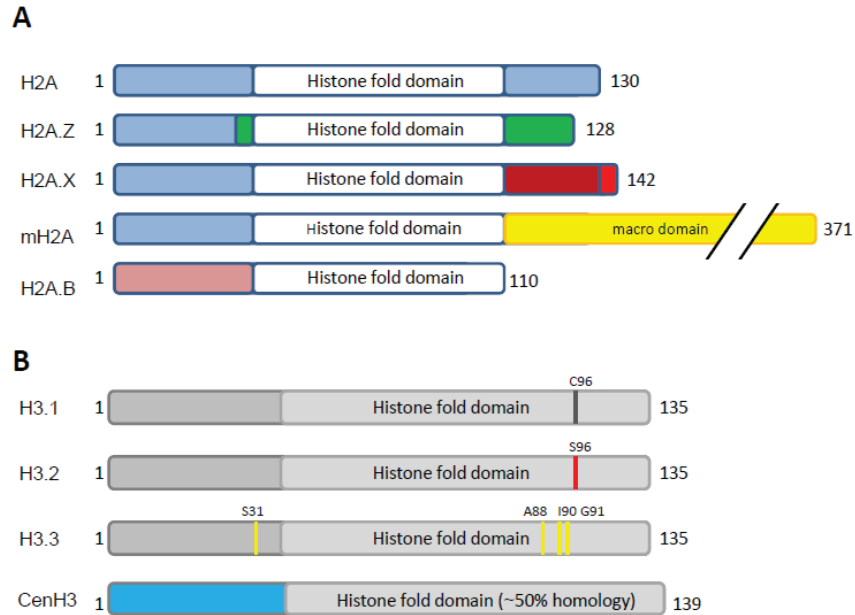 A
H2A 1 Histone fold domain 130
H2A.Z 1 Histone fold domain 128
H2A.X 1 Histone fold domain 142
mH2A 1 Histone fold domain macro domain 371
H2A.B 1 Histone fold domain 110
B
C96
H3.1 1 Histone fold domain 135
S96
H3.2 1 Histone fold domain 135
S31 A88 I90 G91
H3.3 1 Histone fold domain 135
CenH3 1 Histone fold domain (~50% homology) 139